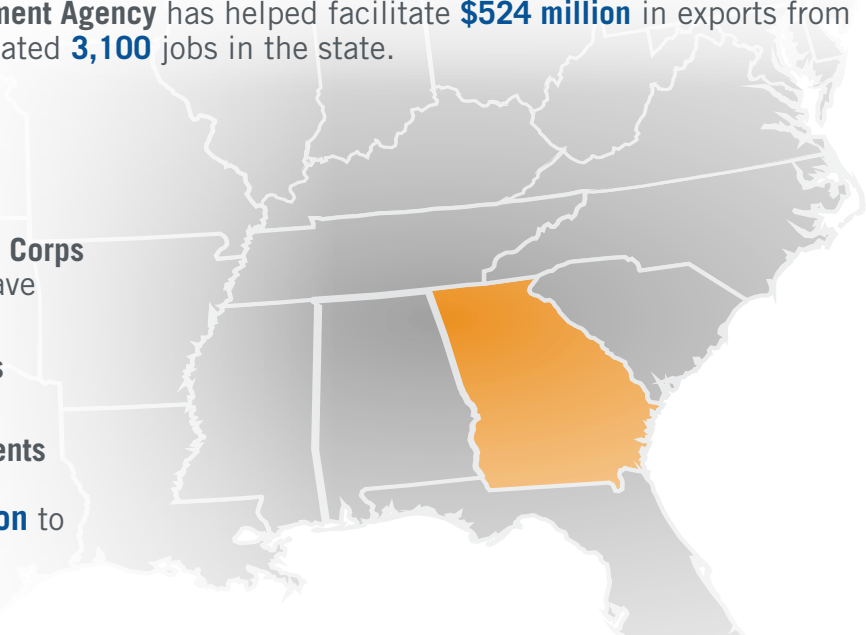 ment Agency has helped facilitate $524 million in exports from
ated 3,100 jobs in the state.
Corps
ave
s
ents
on to